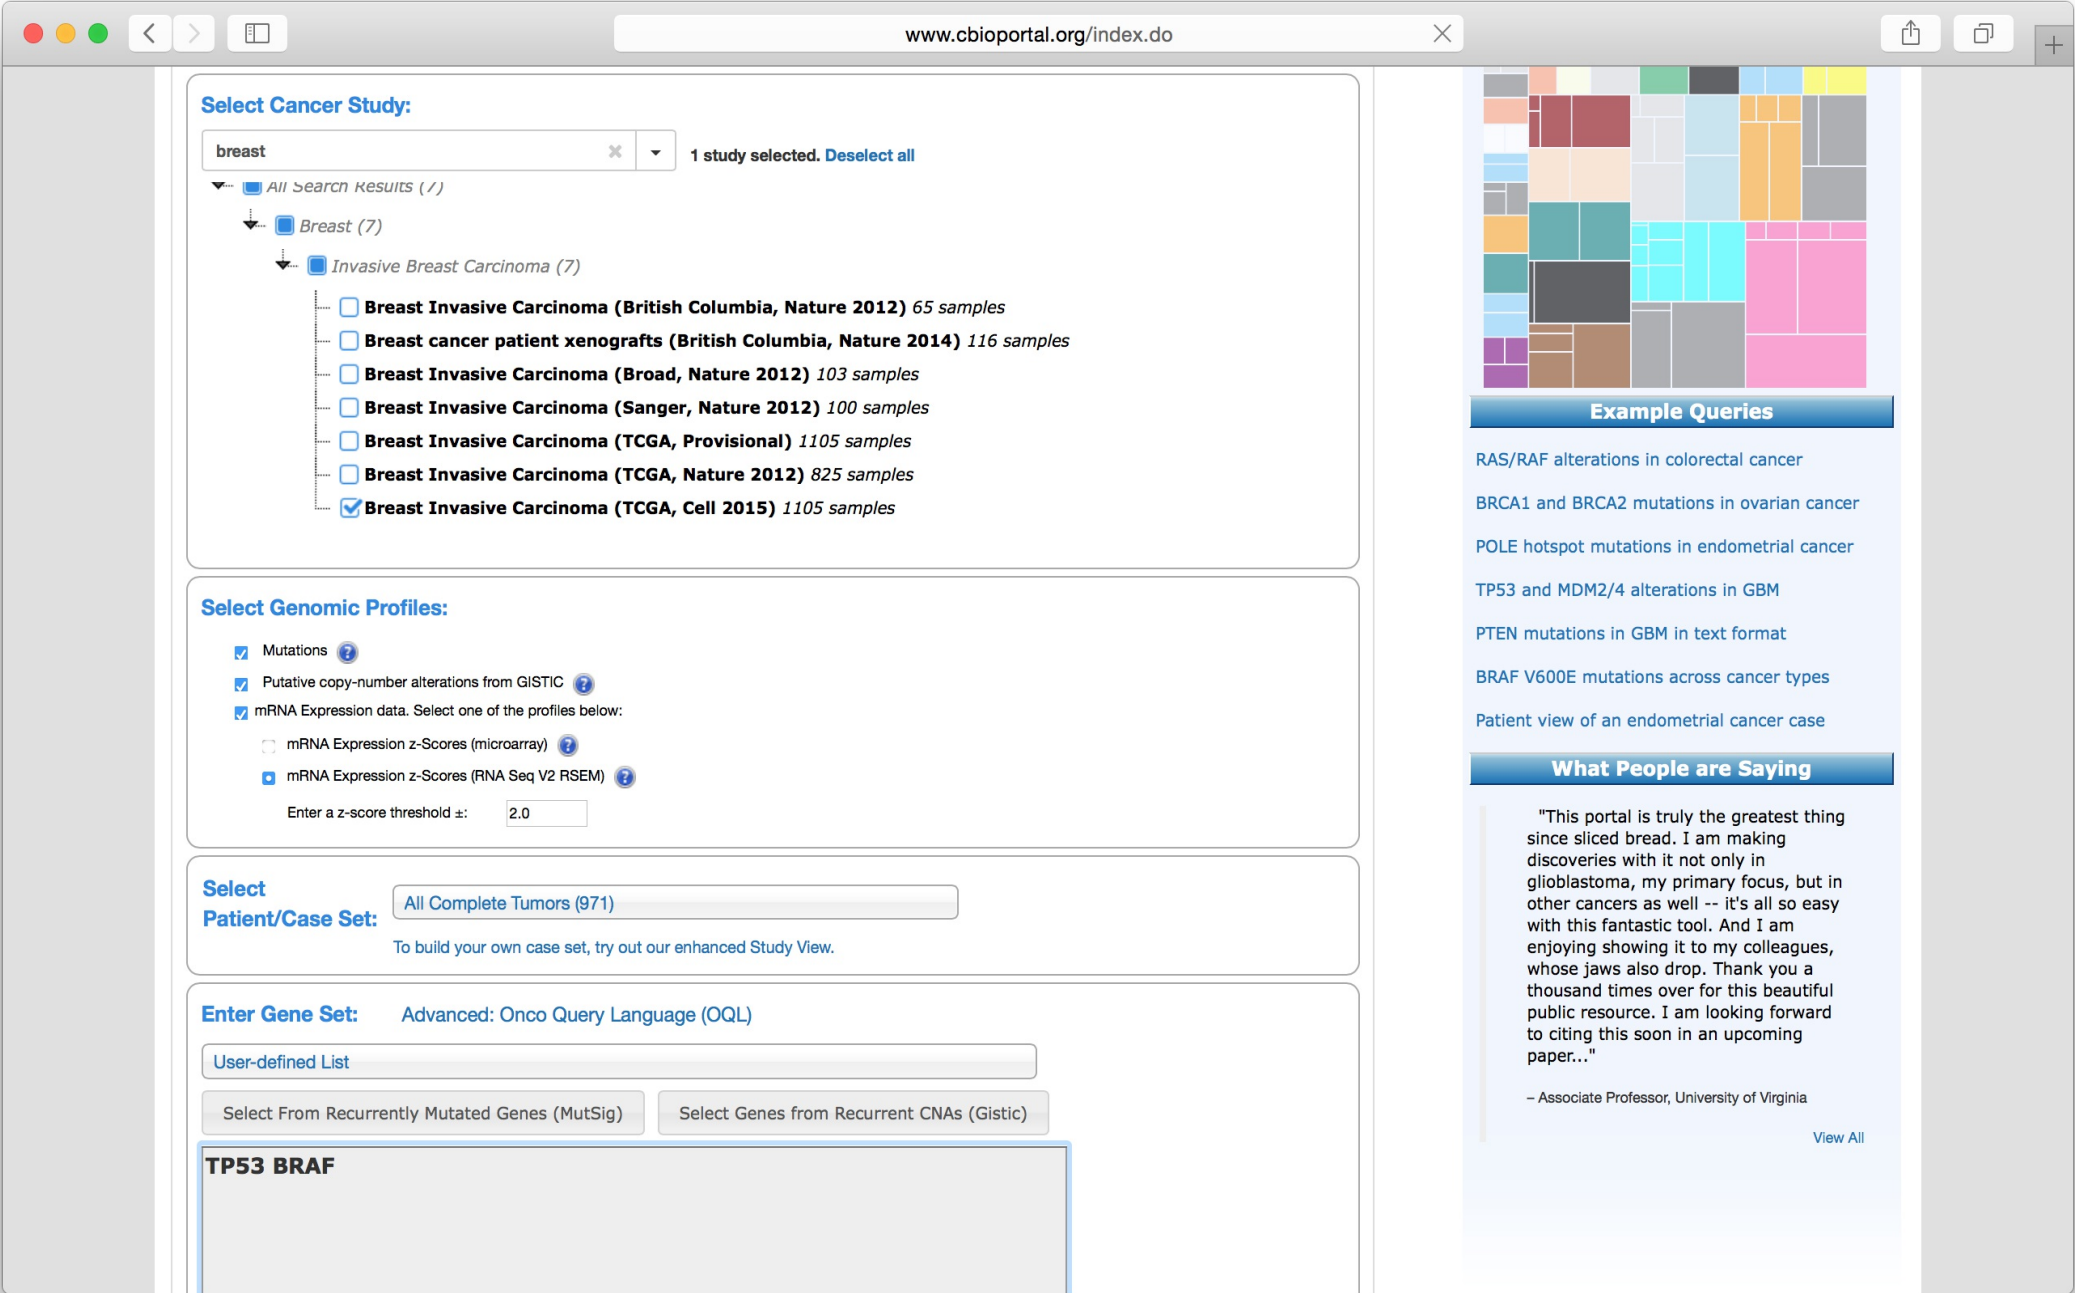 www.cbioportal.org/index.do
Select Cancer Study:
breast
1 study selected. Deselect all
All Search Results (7)
Breast (7)
Invasive Breast Carcinoma (7)
Breast Invasive Carcinoma (British Columbia, Nature 2012) 65 samples
Breast cancer patient xenografts (British Columbia, Nature 2014) 116 samples
Breast Invasive Carcinoma (Broad, Nature 2012) 103 samples
Breast Invasive Carcinoma (Sanger, Nature 2012) 100 samples
Breast Invasive Carcinoma (TCGA, Provisional) 1105 samples
Breast Invasive Carcinoma (TCGA, Nature 2012) 825 samples
Breast Invasive Carcinoma (TCGA, Cell 2015) 1105 samples
Select Genomic Profiles:
Mutations ?
Putative copy-number alterations from GISTIC ?
mRNA Expression data. Select one of the profiles below:
mRNA Expression z-Scores (microarray) ?
mRNA Expression z-Scores (RNA Seq V2 RSEM) ?
Enter a z-score threshold ±: 2.0
Select
Patient/Case Set:
All Complete Tumors (971)
To build your own case set, try out our enhanced Study View.
Enter Gene Set: Advanced: Onco Query Language (OQL)
User-defined List
Select From Recurrently Mutated Genes (MutSig) Select Genes from Recurrent CNAs (Gistic)
TP53 BRAF
Example Queries
RAS/RAF alterations in colorectal cancer
BRCA1 and BRCA2 mutations in ovarian cancer
POLE hotspot mutations in endometrial cancer
TP53 and MDM2/4 alterations in GBM
PTEN mutations in GBM in text format
BRAF V600E mutations across cancer types
Patient view of an endometrial cancer case
What People are Saying
"This portal is truly the greatest thing
since sliced bread. I am making
discoveries with it not only in
glioblastoma, my primary focus, but in
other cancers as well -- it's all so easy
with this fantastic tool. And I am
enjoying showing it to my colleagues,
whose jaws also drop. Thank you a
thousand times over for this beautiful
public resource. I am looking forward
to citing this soon in an upcoming
paper..."
– Associate Professor, University of Virginia
View All